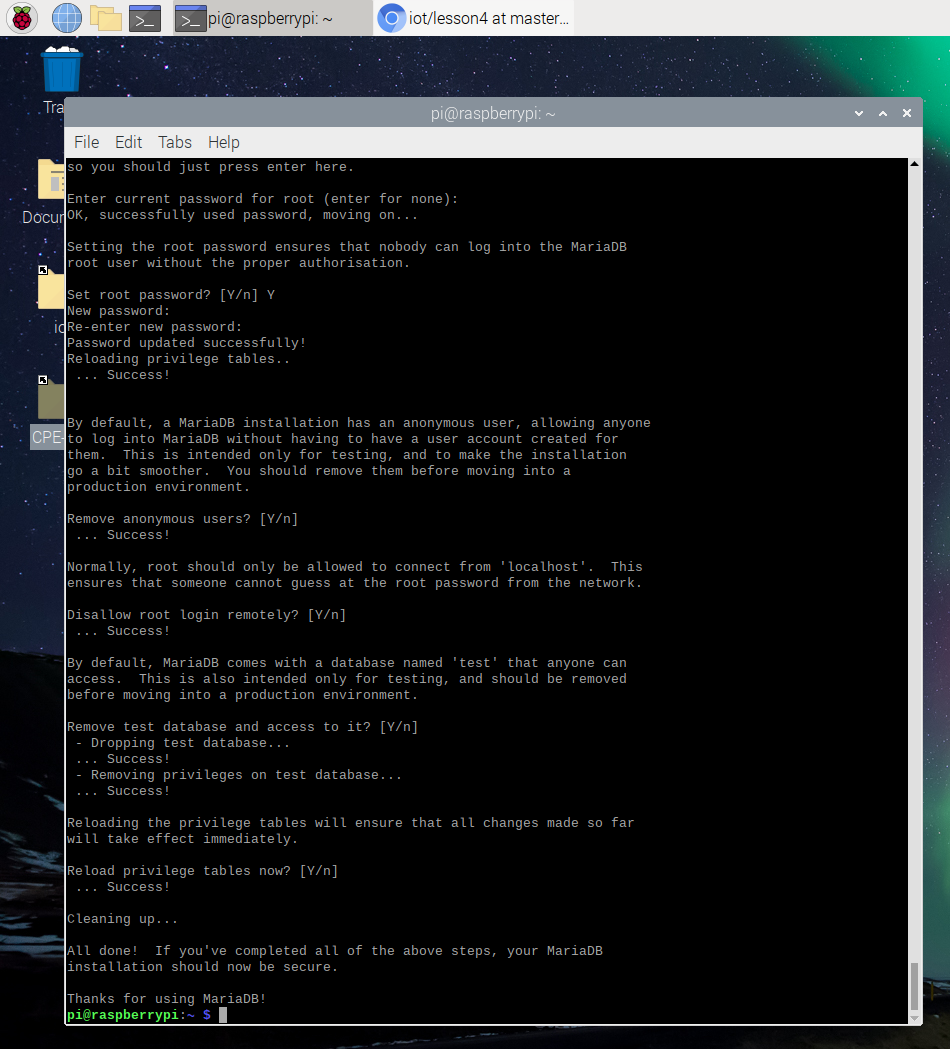 pi@raspberrypi: ~
iot/lesson4 at master...
Tra
pi@raspberrypi: ~
File Edit Tabs Help
Docum
io
CPE-
so you should just press enter here.
Enter current password for root (enter for none):
OK, successfully used password, moving on...
Setting the root password ensures that nobody can log into the MariaDB
root user without the proper authorisation.
Set root password? [Y/n] Y
New password:
Re-enter new password:
Password updated successfully!
Reloading privilege tables..
 ... Success!
By default, a MariaDB installation has an anonymous user, allowing anyone
to log into MariaDB without having to have a user account created for
them.  This is intended only for testing, and to make the installation
go a bit smoother.  You should remove them before moving into a
production environment.
Remove anonymous users? [Y/n]
 ... Success!
Normally, root should only be allowed to connect from 'localhost'.  This
ensures that someone cannot guess at the root password from the network.
Disallow root login remotely? [Y/n]
 ... Success!
By default, MariaDB comes with a database named 'test' that anyone can
access.  This is also intended only for testing, and should be removed
before moving into a production environment.
Remove test database and access to it? [Y/n]
 - Dropping test database...
 ... Success!
 - Removing privileges on test database...
 ... Success!
Reloading the privilege tables will ensure that all changes made so far
will take effect immediately.
Reload privilege tables now? [Y/n]
 ... Success!
Cleaning up...
All done!  If you've completed all of the above steps, your MariaDB
installation should now be secure.
Thanks for using MariaDB!
pi@raspberrypi:~ $